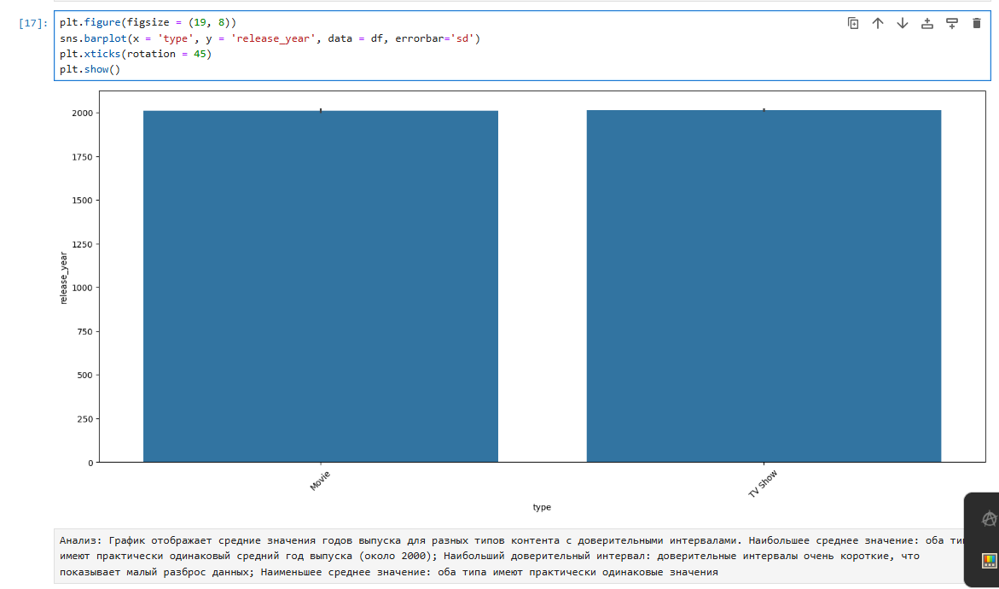 [17]:
plt.figure(figsize = (19, 8))
sns.barplot(x = 'type', y = 'release_year', data = df, errorbar='sd')
plt.xticks(rotation = 45)
plt.show()
2000
1750
1500
1250
1000
750
500
250
0
release_year
Movie
TV Show
type
Анализ: График отображает средние значения годов выпуска для разных типов контента с доверительными интервалами. Наибольшее среднее значение: оба
имеют практически одинаковый средний год выпуска (около 2000); Наибольший доверительный интервал: доверительные интервалы очень короткие, что
показывает малый разброс данных; Наименьшее среднее значение: оба типа имеют практически одинаковые значения